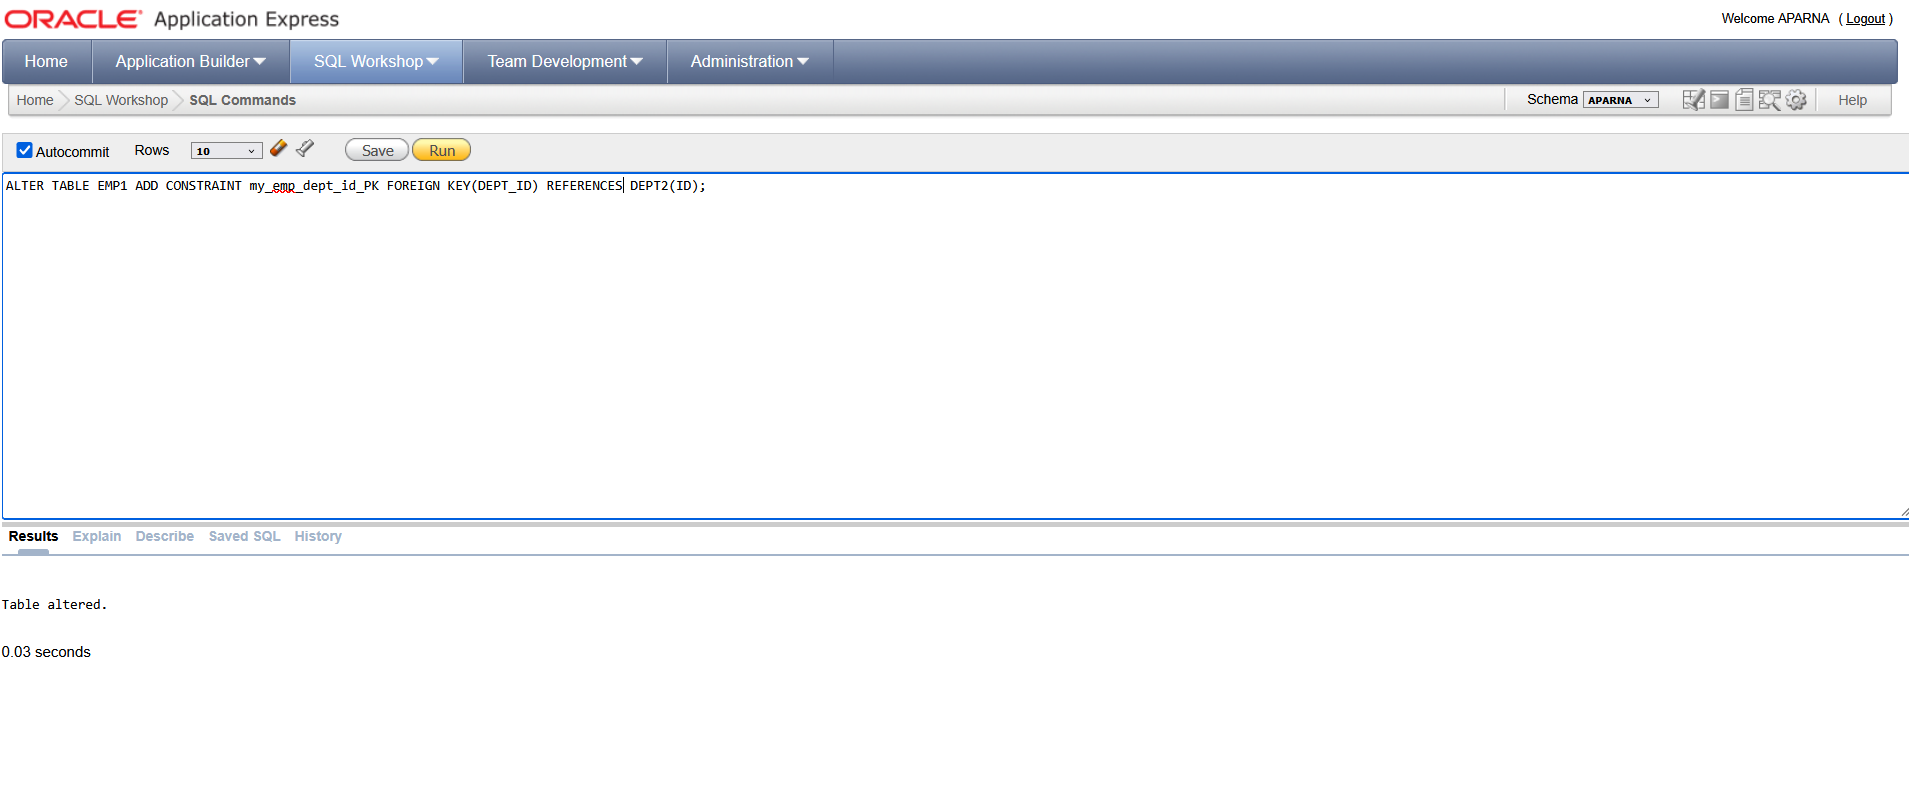 ORACLE Application Express
Welcome APARNA ( Logout )
Home Application Builder SQL Workshop Team Development Administration
Home SQL Workshop SQL Commands Schema APARNA Help
Autocommit Rows 10 Save Run
ALTER TABLE EMP1 ADD CONSTRAINT my_emp_dept_id_PK FOREIGN KEY(DEPT_ID) REFERENCES DEPT2(ID);
Results Explain Describe Saved SQL History
Table altered.
0.03 seconds